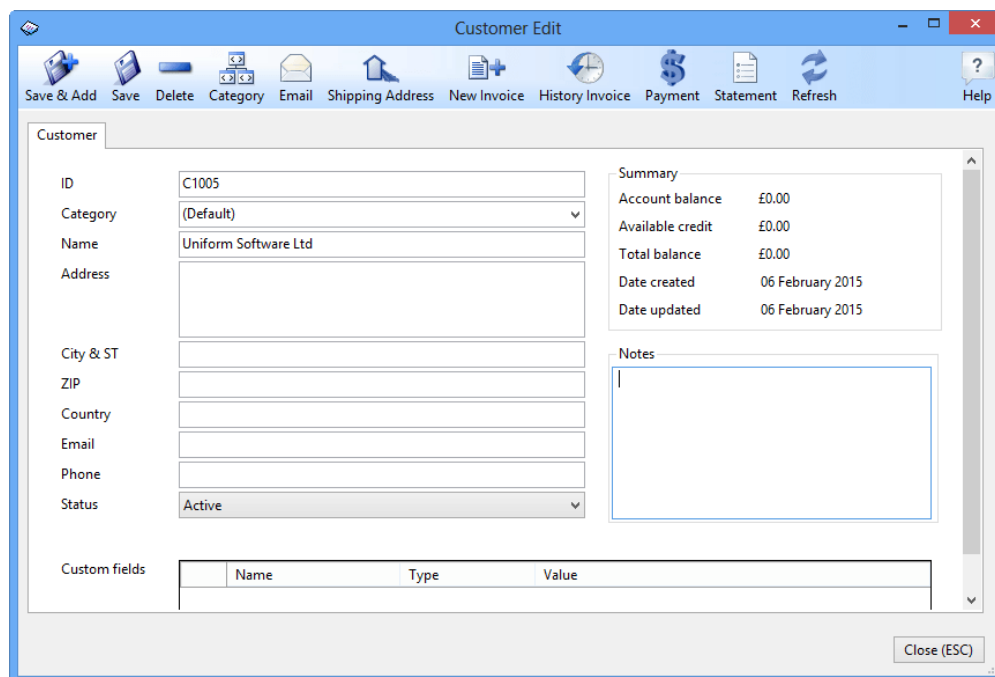 Customer Edit
Save & Add Save Delete Category Email Shipping Address New Invoice History Invoice Payment Statement Refresh Help
Customer
ID C1005
Category (Default)
Name Uniform Software Ltd
Address
City & ST
ZIP
Country
Email
Phone
Status Active
Summary
Account balance £0.00
Available credit £0.00
Total balance £0.00
Date created 06 February 2015
Date updated 06 February 2015
Notes
Custom fields
Name Type Value
Close (ESC)